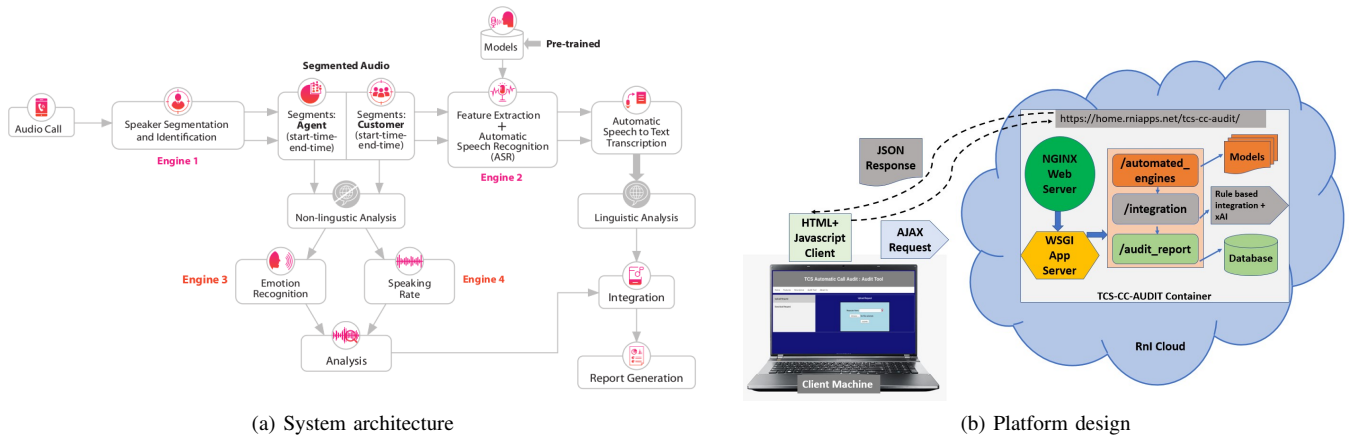 Models
Pre-trained
Segmented Audio
Audio Call
Speaker Segmentation
and Identification
Engine 1
Segments:
Agent
(start-time-
end-time)
Segments:
Customer
(start-time-
end-time)
Feature Extraction
+
Automatic
Speech Recognition
(ASR)
Engine 2
Automatic
Speech to Text
Transcription
Non-lingustic Analysis
Linguistic Analysis
Engine 3
Emotion
Recognition
Speaking
Rate
Engine 4
Integration
Analysis
Report Generation
(a) System architecture
https://home.rniapps.net/tcs-cc-audit/
JSON
Response
NGINX
Web
Server
/automated_
engines
Models
/integration
Rule based
integration +
xAI
HTML+
Javascript
Client
AJAX
Request
WSGI
App
Server
/audit_report
Database
TCS-CC-AUDIT Container
TCS Automatic Call Audit : Audit Tool
RnI Cloud
Client Machine
(b) Platform design